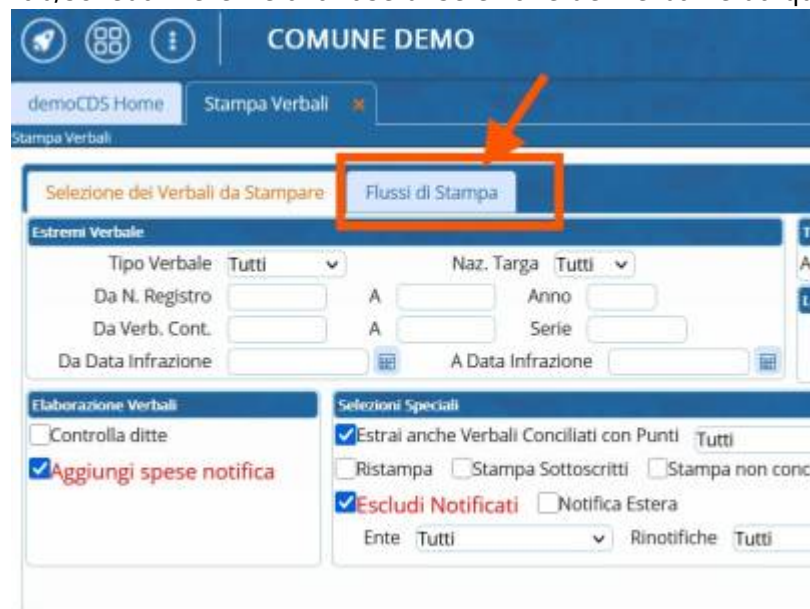 COMUNE DEMO
demoCDS Home Stampa Verbali ×
Stampa Verbali
Selezione dei Verbali da Stampare Flussi di Stampa
Estremi Verbale
Tipo Verbale Tutti Naz. Targa Tutti
Da N. Registro A Anno
Da Verb. Cont. A Serie
Da Data Infrazione A Data Infrazione
Elaborazione Verbali Selezioni Speciali
Controlla ditte Estrai anche Verbali Conciliati con Punti Tutti
Aggiungi spese notifica Ristampa Stampa Sottoscritti Stampa non conc
Escludi Notificati Notifica Estera
Ente Tutti Rinotifiche Tutti